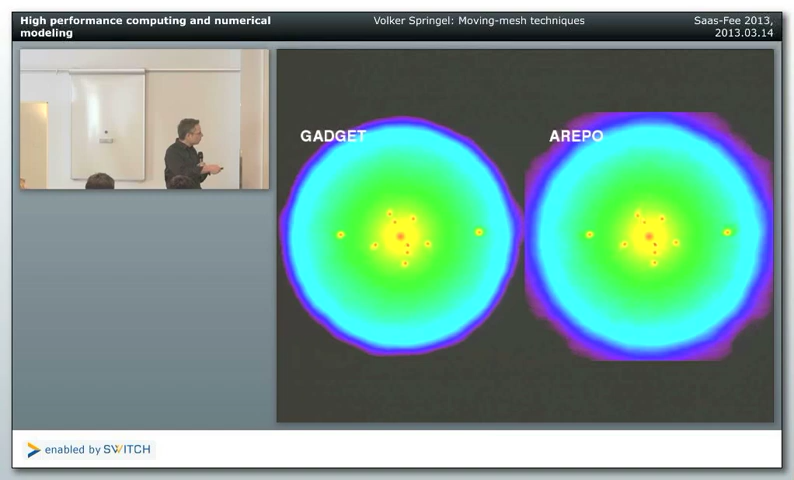 High performance computing and numerical
modeling
Volker Springel: Moving-mesh techniques
Saas-Fee 2013,
2013.03.14
GADGET
AREPO
enabled by SWITCH